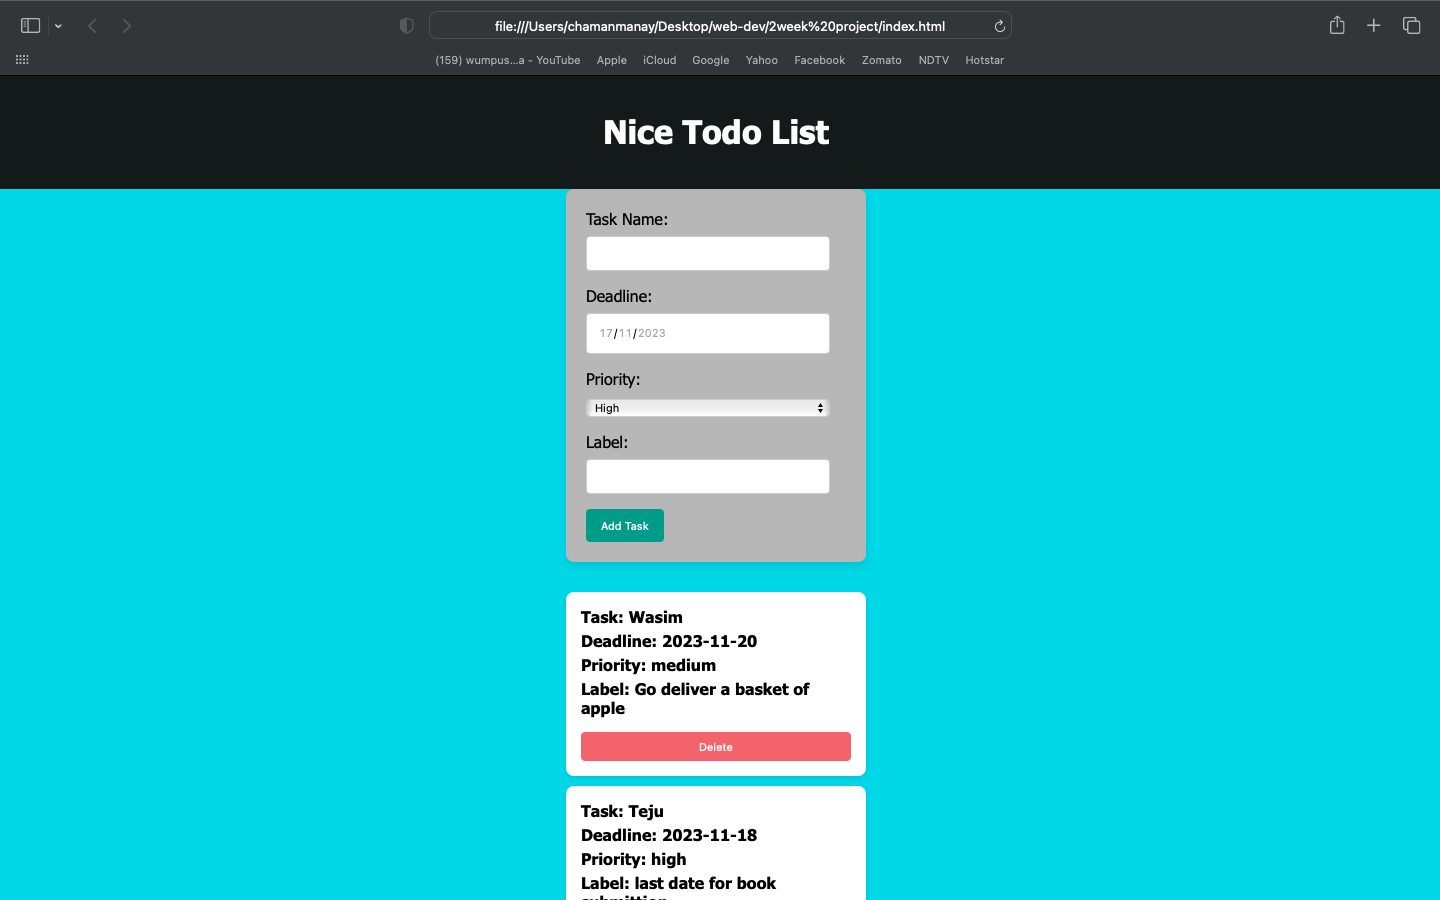 file:///Users/chamanmanay/Desktop/web-dev/2week%20project/index.html
(159) wumpus...a - YouTube Apple iCloud Google Yahoo Facebook Zomato NDTV Hotstar
Nice Todo List
Task Name:
Deadline:
17/11/2023
Priority:
High
Label:
Add Task
Task: Wasim
Deadline: 2023-11-20
Priority: medium
Label: Go deliver a basket of
apple
Delete
Task: Teju
Deadline: 2023-11-18
Priority: high
Label: last date for book